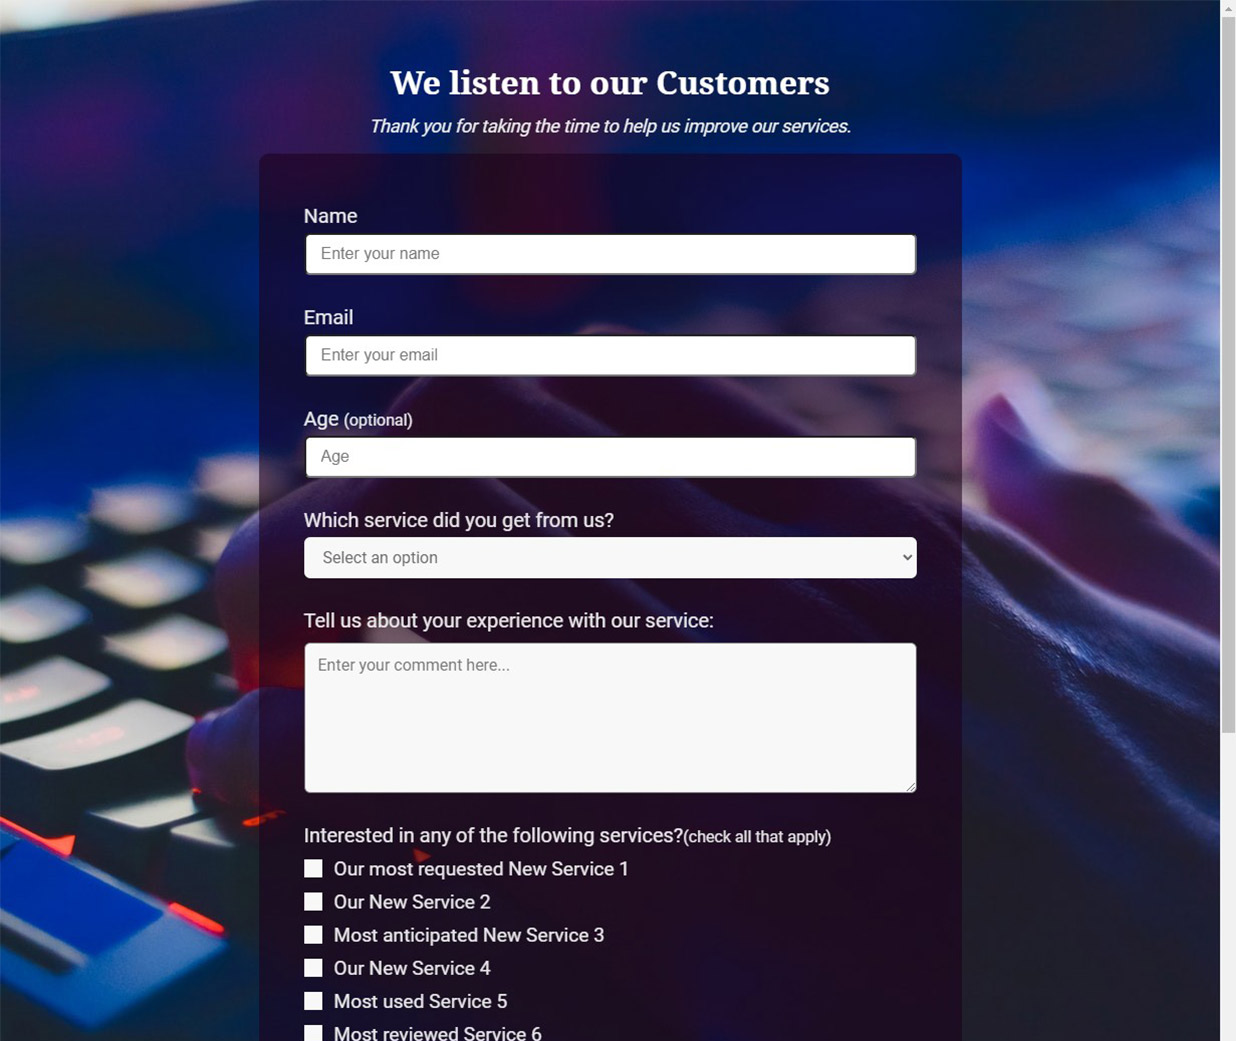 We listen to our Customers
Thank you for taking the time to help us improve our services.
Name
Enter your name
Email
Enter your email
Age (optional)
Age
Which service did you get from us?
Select an option
Tell us about your experience with our service:
Enter your comment here...
Interested in any of the following services?(check all that apply)
Our most requested New Service 1
Our New Service 2
Most anticipated New Service 3
Our New Service 4
Most used Service 5
Most reviewed Service 6